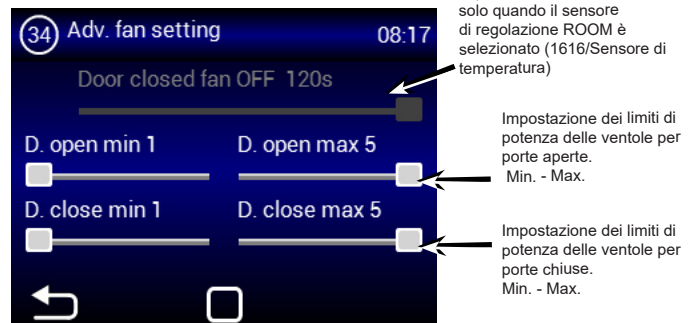 34 Adv. fan setting 08:17
Door closed fan OFF 120s
D. open min 1 D. open max 5
D. close min 1 D. close max 5
solo quando il sensore
di regolazione ROOM è
selezionato (1616/Sensore di
temperatura)
Impostazione dei limiti di
potenza delle ventole per
porte aperte.
Min. - Max.
Impostazione dei limiti di
potenza delle ventole per
porte chiuse.
Min. - Max.